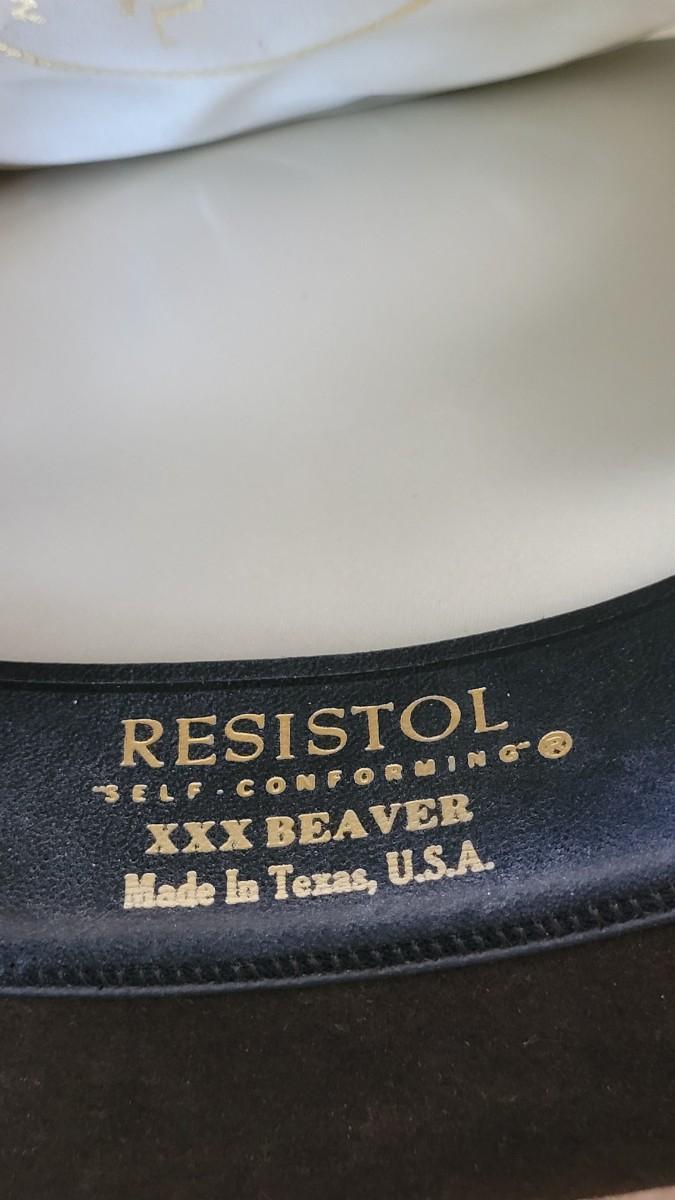 RESISTOL
"SELF-CONFORMING"®
XXX BEAVER
Made In Texas, U.S.A.